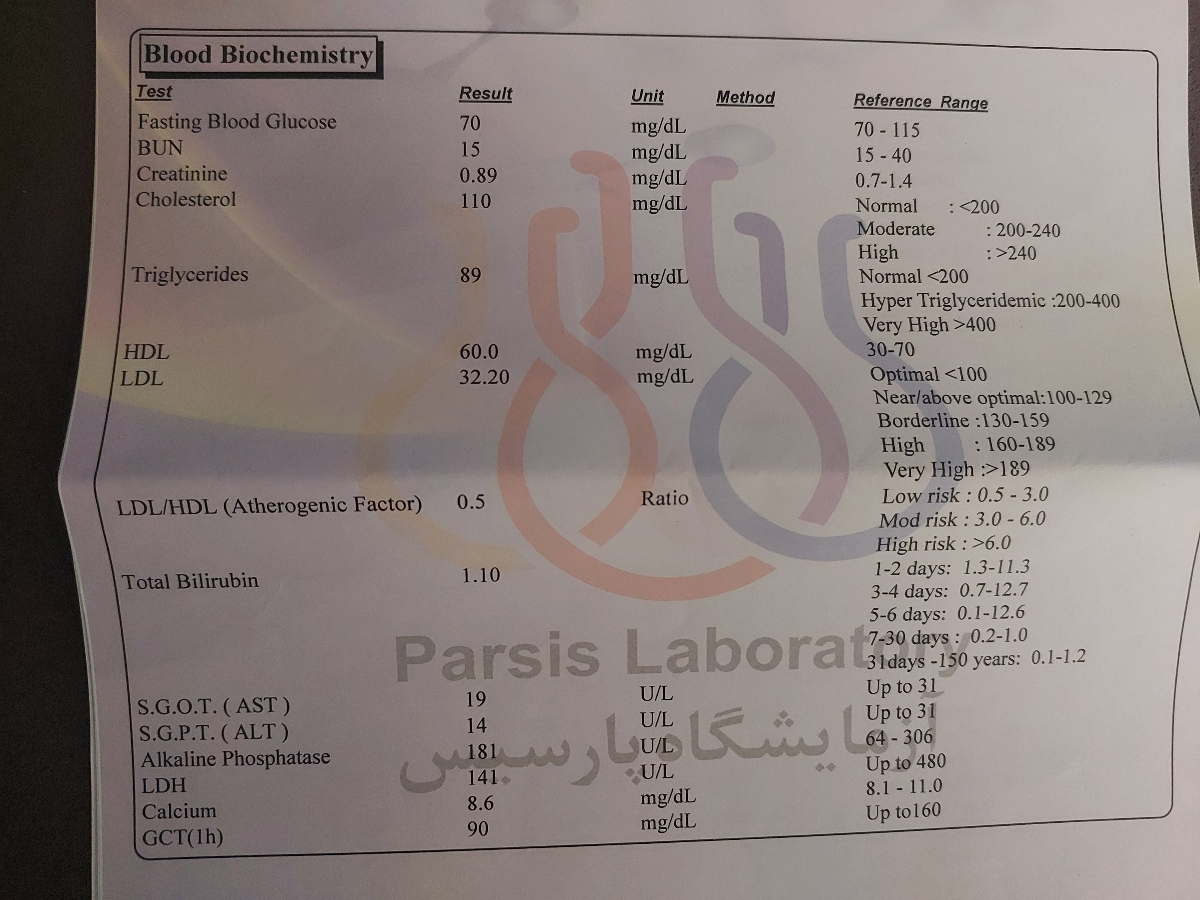 Blood Biochemistry
Test Result Unit Method Reference Range
Fasting Blood Glucose 70 mg/dL 70 - 115
BUN 15 mg/dL 15 - 40
Creatinine 0.89 mg/dL 0.7-1.4
Cholesterol 110 mg/dL Normal : <200
Moderate : 200-240
High : >240
Triglycerides 89 mg/dL Normal <200
Hyper Triglyceridemic :200-400
Very High >400
HDL 60.0 mg/dL 30-70
LDL 32.20 mg/dL Optimal <100
Near/above optimal:100-129
Borderline :130-159
High : 160-189
Very High :>189
LDL/HDL (Atherogenic Factor) 0.5 Ratio Low risk : 0.5 - 3.0
Mod risk : 3.0 - 6.0
High risk : >6.0
Total Bilirubin 1.10 1-2 days: 1.3-11.3
3-4 days: 0.7-12.7
5-6 days: 0.1-12.6
7-30 days : 0.2-1.0
31days -150 years: 0.1-1.2
Parsis Laboratory
S.G.O.T. ( AST ) 19 U/L Up to 31
S.G.P.T. ( ALT ) 14 U/L Up to 31
Alkaline Phosphatase 181 U/L 64 - 306
LDH 141 U/L Up to 480
Calcium 8.6 mg/dL 8.1 - 11.0
GCT(1h) 90 mg/dL Up to160
آزمایشگاه پارسیس